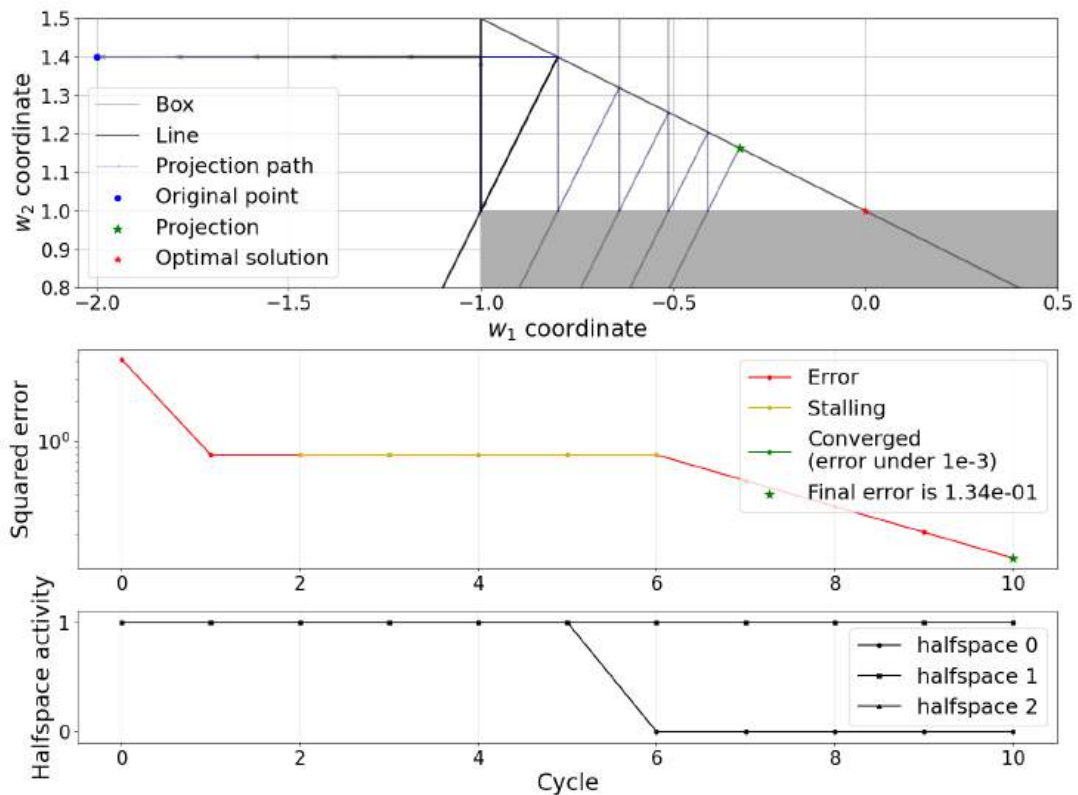 w₂ coordinate
1.5
1.4
1.3
1.2
1.1
1.0
0.9
0.8
Box
Line
Projection path
Original point
Projection
Optimal solution
−2.0 −1.5 −1.0 −0.5 0.0 0.5
w₁ coordinate
Squared error
10⁰
Error
Stalling
Converged
(error under 1e-3)
Final error is 1.34e-01
0 2 4 6 8 10
Halfspace activity
1
0
halfspace 0
halfspace 1
halfspace 2
0 2 4 6 8 10
Cycle